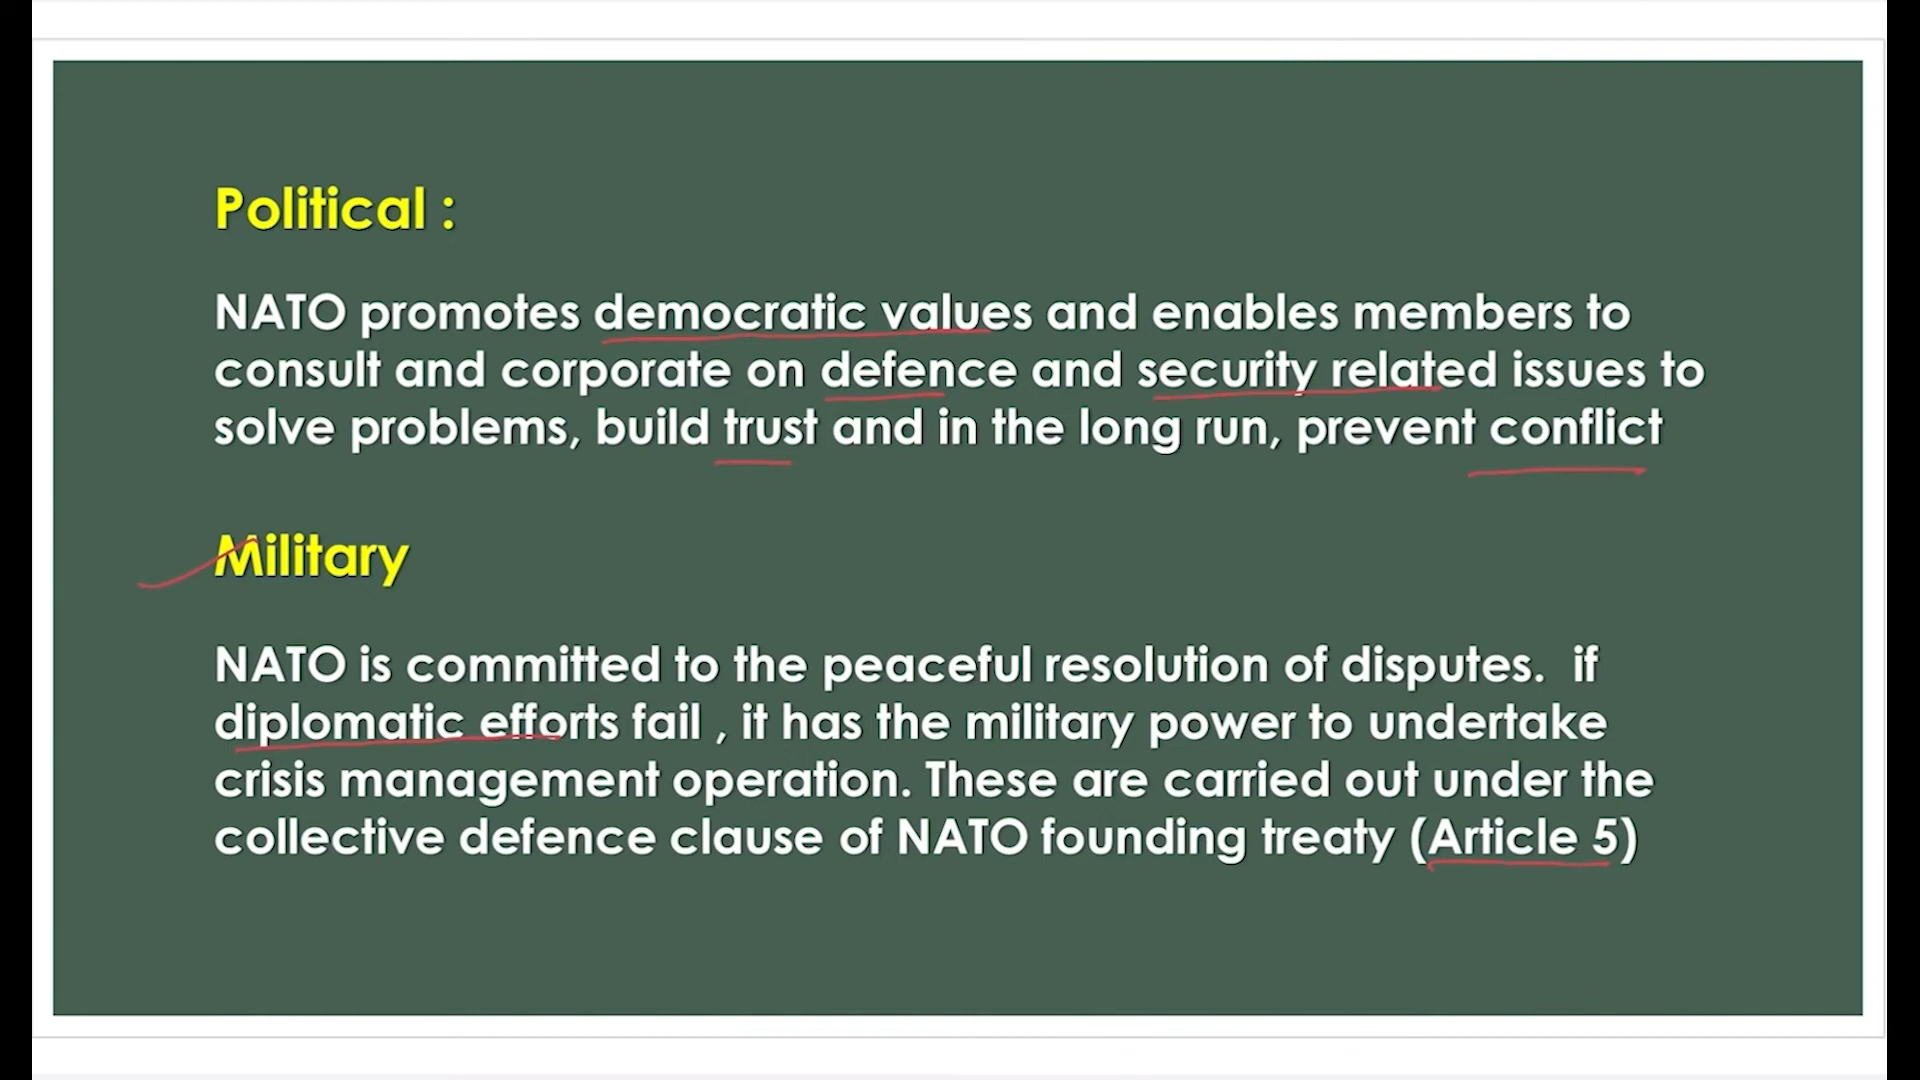 Political :
NATO promotes democratic values and enables members to
consult and corporate on defence and security related issues to
solve problems, build trust and in the long run, prevent conflict
Military
NATO is committed to the peaceful resolution of disputes.  if
diplomatic efforts fail , it has the military power to undertake
crisis management operation. These are carried out under the
collective defence clause of NATO founding treaty (Article 5)